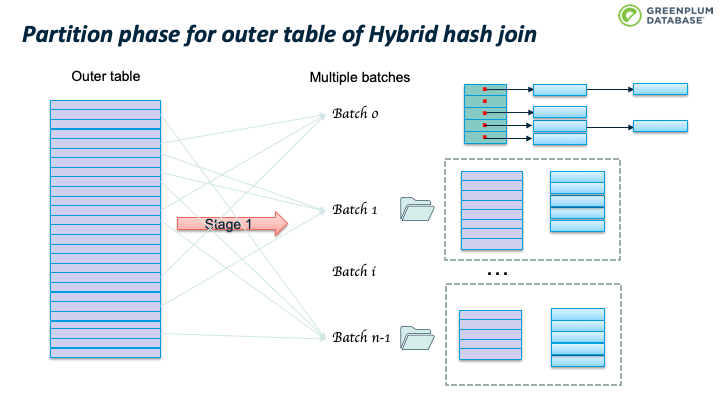 Partition phase for outer table of Hybrid hash join
GREENPLUM
DATABASE
Outer table
Multiple batches
Batch 0
Batch 1
Stage 1
Batch i
...
Batch n-1